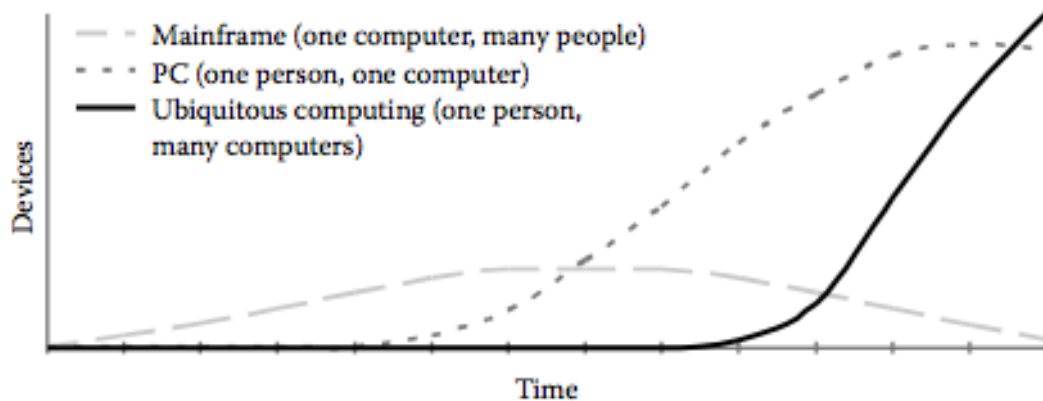 Mainframe (one computer, many people)
PC (one person, one computer)
Ubiquitous computing (one person,
many computers)
Devices
Time